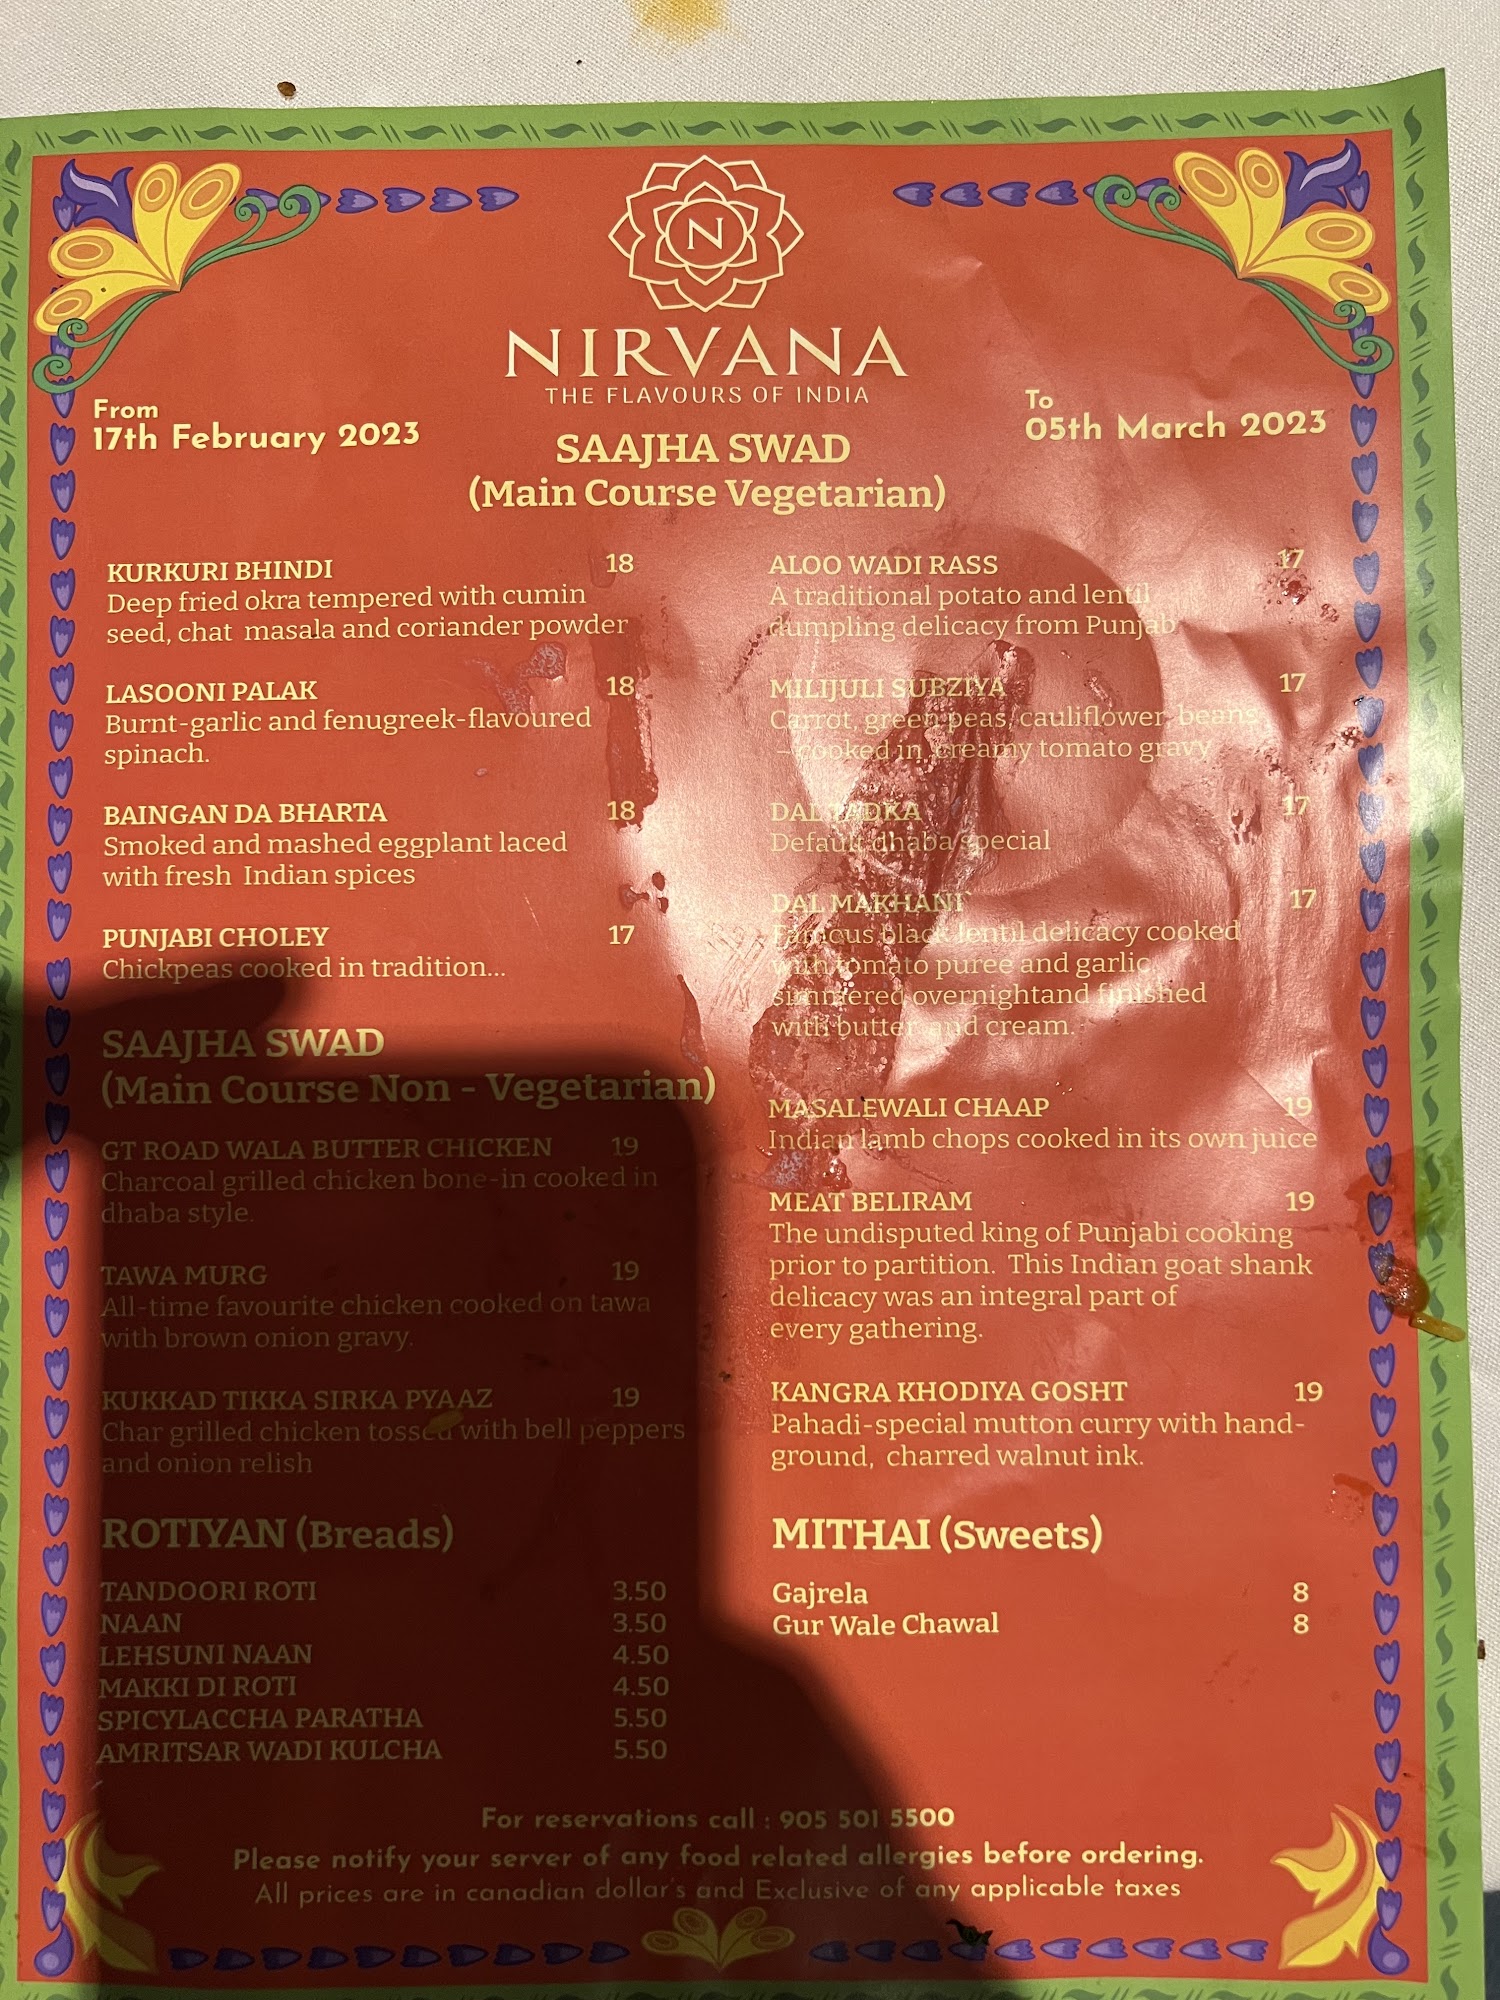 N
NIRVANA
THE FLAVOURS OF INDIA
From
17th February 2023
To
05th March 2023
SAAJHA SWAD
(Main Course Vegetarian)
KURKURI BHINDI 18
Deep fried okra tempered with cumin
seed, chat masala and coriander powder
LASOONI PALAK 18
Burnt-garlic and fenugreek-flavoured
spinach.
BAINGAN DA BHARTA 18
Smoked and mashed eggplant laced
with fresh Indian spices
PUNJABI CHOLEY 17
Chickpeas cooked in tradition...
ALOO WADI RASS 17
A traditional potato and lentil
dumpling delicacy from Punjab
MILIJULI SUBZIYA 17
Carrot, green peas, cauliflower, beans
– cooked in creamy tomato gravy
DAL TADKA 17
Default dhaba special
DAL MAKHANI 17
Famous black lentil delicacy cooked
with tomato puree and garlic
simmered overnightand finished
with butter and cream.
SAAJHA SWAD
(Main Course Non - Vegetarian)
GT ROAD WALA BUTTER CHICKEN 19
Charcoal grilled chicken bone-in cooked in
dhaba style.
TAWA MURG 19
All-time favourite chicken cooked on tawa
with brown onion gravy.
KUKKAD TIKKA SIRKA PYAAZ 19
Char grilled chicken tossed with bell peppers
and onion relish
MASALEWALI CHAAP 19
Indian lamb chops cooked in its own juice
MEAT BELIRAM 19
The undisputed king of Punjabi cooking
prior to partition. This Indian goat shank
delicacy was an integral part of
every gathering.
KANGRA KHODIYA GOSHT 19
Pahadi-special mutton curry with hand-
ground, charred walnut ink.
ROTIYAN (Breads)
TANDOORI ROTI 3.50
NAAN 3.50
LEHSUNI NAAN 4.50
MAKKI DI ROTI 4.50
SPICYLACCHA PARATHA 5.50
AMRITSAR WADI KULCHA 5.50
MITHAI (Sweets)
Gajrela 8
Gur Wale Chawal 8
For reservations call : 905 501 5500
Please notify your server of any food related allergies before ordering.
All prices are in canadian dollar's and Exclusive of any applicable taxes